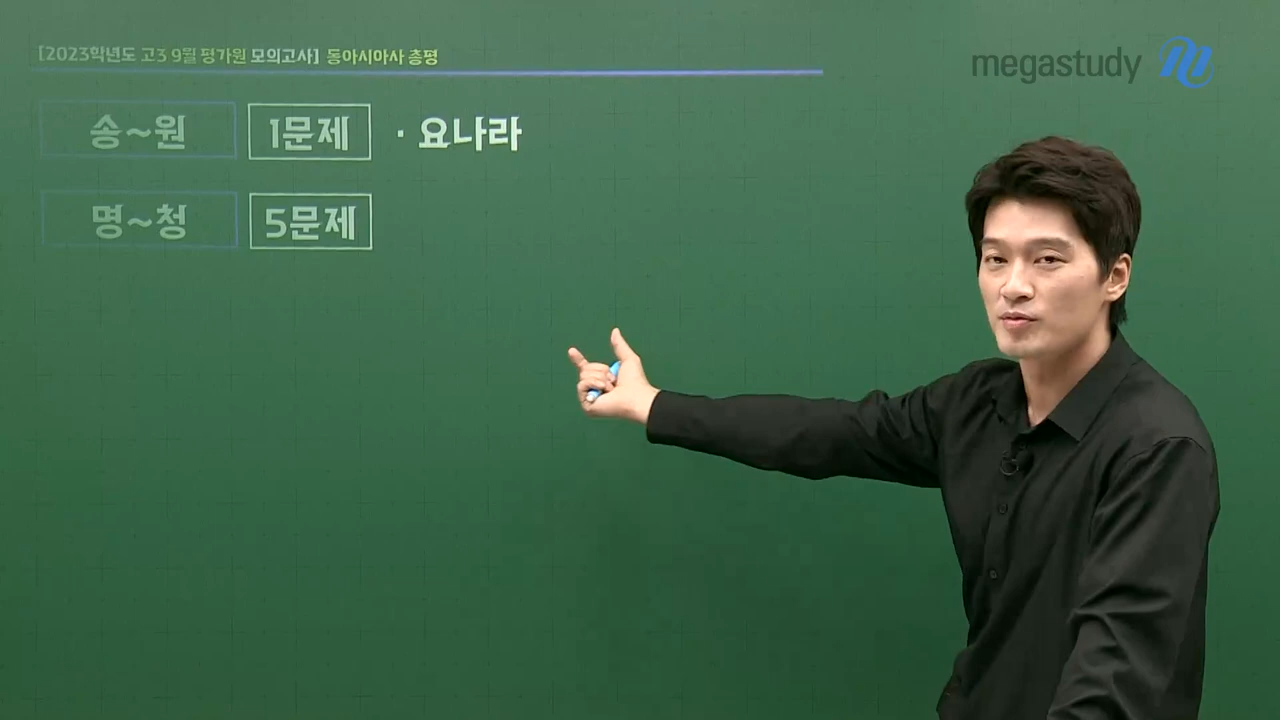 [2023학년도 고3 9월 평가원 모의고사] 동아시아사 총평
megastudy
송~원 1문제 · 요나라
명~청 5문제